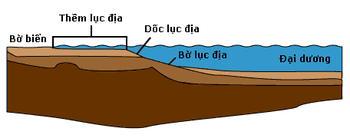 Thềm lục địa
Bờ biển
Dốc lục địa
Bờ lục địa
Đại dương